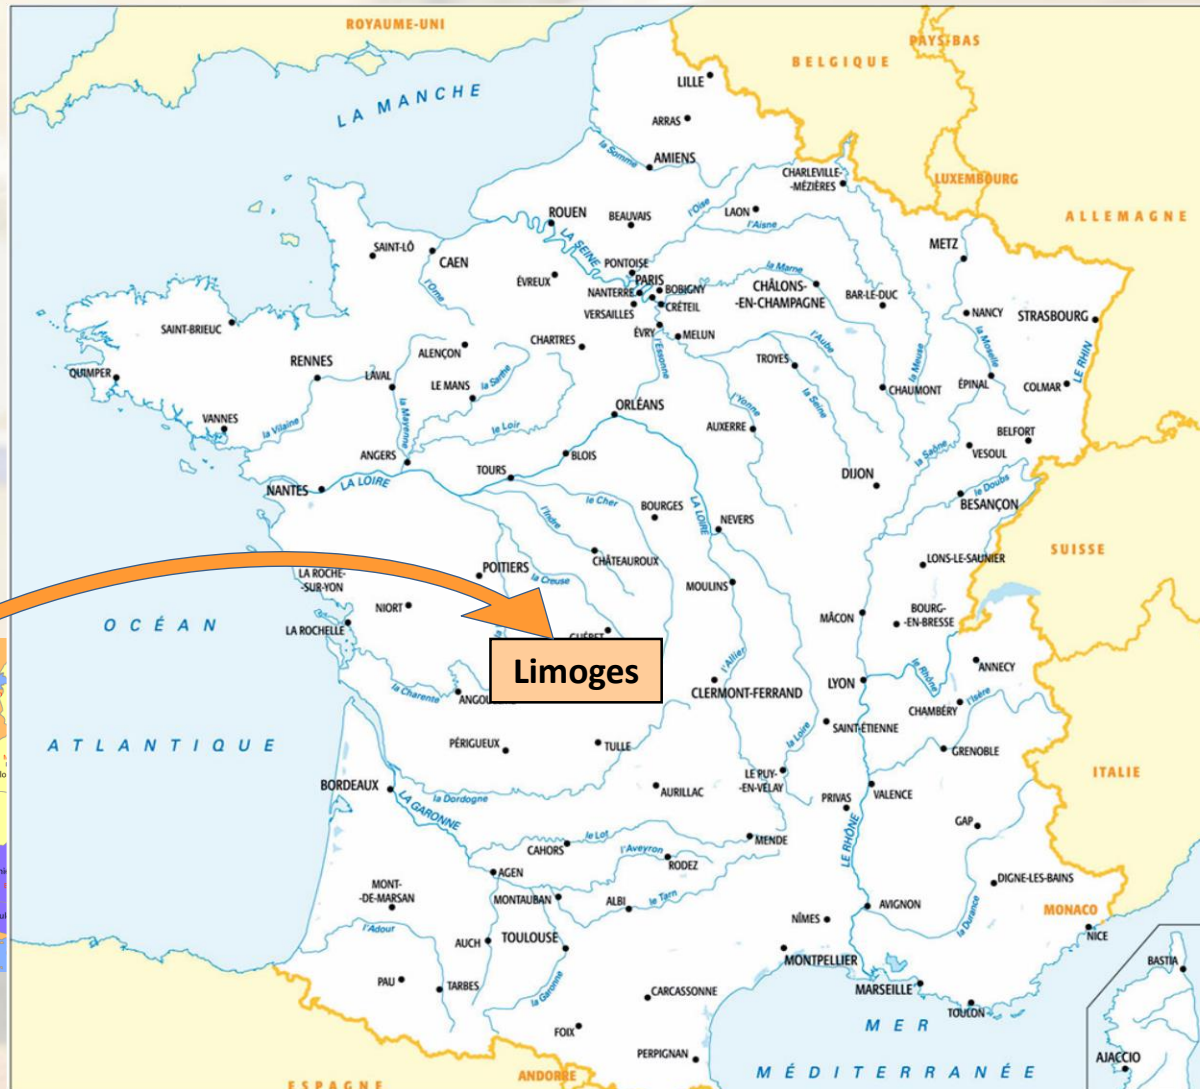 ROYAUME-UNI
PAYS-BAS
BELGIQUE
LA MANCHE
LILLE
ARRAS
la Somme
AMIENS
CHARLEVILLE-
-MÉZIÈRES
LUXEMBOURG
ALLEMAGNE
ROUEN
BEAUVAIS
l'Oise
LAON
l'Aisne
LA SEINE
METZ
SAINT-LÔ
CAEN
l'Orne
ÉVREUX
PONTOISE
PARIS
NANTERRE
BOBIGNY
VERSAILLES
CRÉTEIL
la Marne
CHÂLONS-
-EN-CHAMPAGNE
BAR-LE-DUC
NANCY
STRASBOURG
SAINT-BRIEUC
ÉVRY
MELUN
l'Essonne
RENNES
ALENÇON
CHARTRES
TROYES
l'Aube
la Meuse
la Moselle
LE RHIN
QUIMPER
LAVAL
LE MANS
la Sarthe
la Seine
CHAUMONT
ÉPINAL
COLMAR
VANNES
la Vilaine
la Mayenne
le Loir
ORLÉANS
l'Yonne
AUXERRE
BELFORT
VESOUL
la Saône
ANGERS
TOURS
BLOIS
DIJON
NANTES
LA LOIRE
le Cher
BOURGES
LA LOIRE
NEVERS
le Doubs
BESANÇON
l'Indre
CHÂTEAUROUX
SUISSE
LONS-LE-SAUNIER
POITIERS
la Creuse
MOULINS
LA ROCHE-
-SUR-YON
NIORT
MÂCON
BOURG-
-EN-BRESSE
OCÉAN
LA ROCHELLE
GUÉRET
Limoges
l'Allier
ANNECY
la Charente
CLERMONT-FERRAND
LYON
le Rhône
CHAMBÉRY
l'Isère
ATLANTIQUE
PÉRIGUEUX
TULLE
la Loire
SAINT-ÉTIENNE
GRENOBLE
ITALIE
BORDEAUX
LA GARONNE
la Dordogne
AURILLAC
LE PUY-
-EN-VELAY
PRIVAS
VALENCE
GAP
LE RHÔNE
CAHORS
le Lot
l'Aveyron
RODEZ
MENDE
AGEN
MONT-
-DE-MARSAN
MONTAUBAN
ALBI
le Tarn
DIGNE-LES-BAINS
AVIGNON
la Durance
MONACO
NICE
l'Adour
AUCH
TOULOUSE
NÎMES
MONTPELLIER
BASTIA
PAU
TARBES
la Garonne
CARCASSONNE
MARSEILLE
TOULON
FOIX
MER
PERPIGNAN
AJACCIO
ESPAGNE
ANDORRE
MÉDITERRANÉE